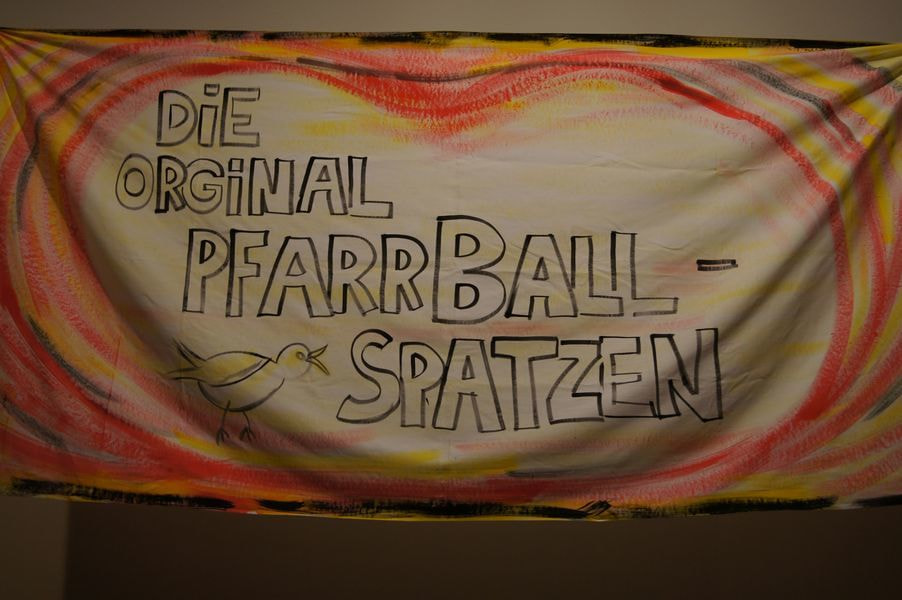 DiE
ORGiNAL
PFARRBALL-
SPATZEN